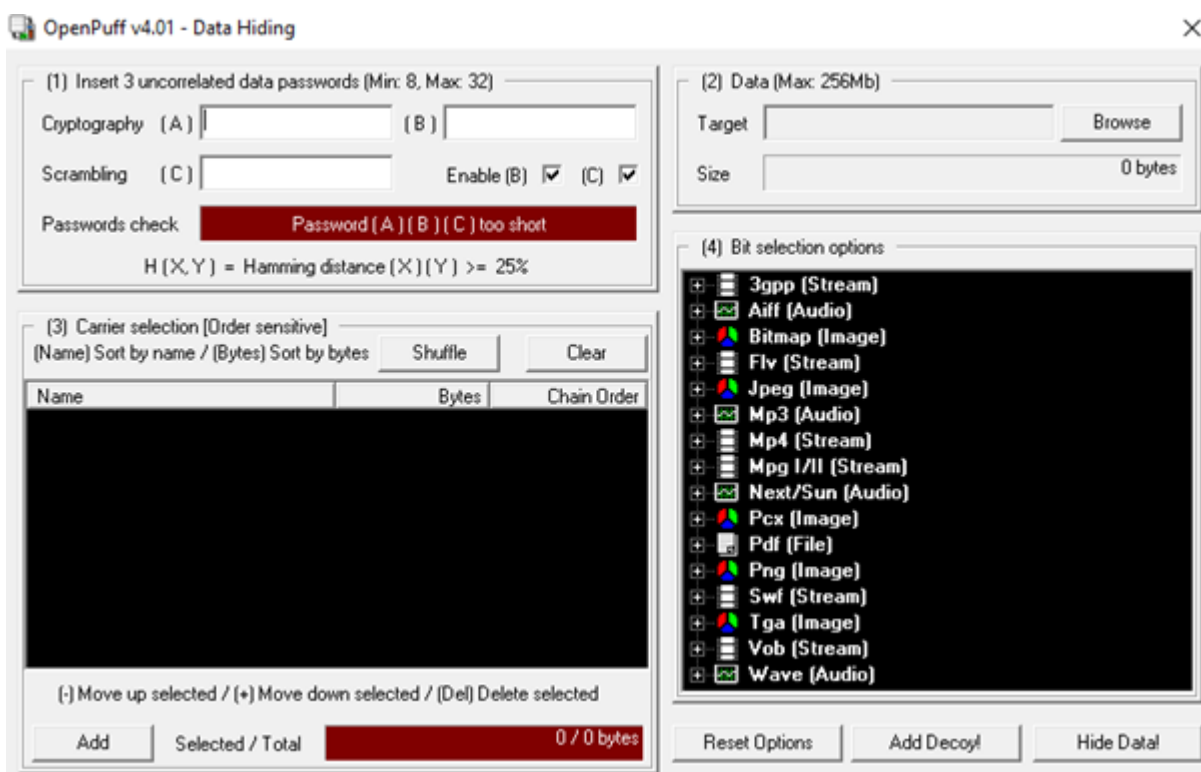 OpenPuff v4.01 - Data Hiding
(1) Insert 3 uncorrelated data passwords (Min: 8, Max: 32)
Cryptography (A) (B)
Scrambling (C) Enable (B) (C)
Passwords check Password (A) (B) (C) too short
H (X,Y) = Hamming distance (X)(Y) >= 25%
(2) Data (Max: 256Mb)
Target Browse
Size 0 bytes
(3) Carrier selection [Order sensitive]
(Name) Sort by name / (Bytes) Sort by bytes Shuffle Clear
Name Bytes Chain Order
(-) Move up selected / (+) Move down selected / (Del) Delete selected
Add Selected / Total 0 / 0 bytes
(4) Bit selection options
3gpp (Stream)
Aiff (Audio)
Bitmap (Image)
Flv (Stream)
Jpeg (Image)
Mp3 (Audio)
Mp4 (Stream)
Mpg I/II (Stream)
Next/Sun (Audio)
Pcx (Image)
Pdf (File)
Png (Image)
Swf (Stream)
Tga (Image)
Vob (Stream)
Wave (Audio)
Reset Options Add Decoy! Hide Data!